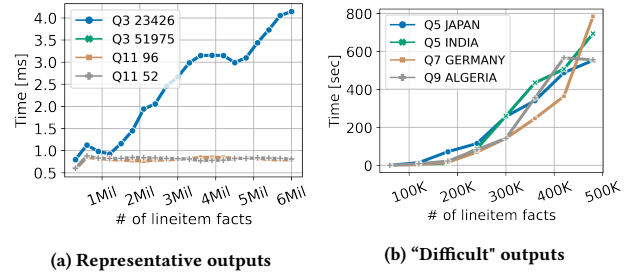 Q3 23426
Q3 51975
Q11 96
Q11 52
Time [ms]
4.0
3.5
3.0
2.5
2.0
1.5
1.0
0.5
1Mil 2Mil 3Mil 4Mil 5Mil 6Mil
# of lineitem facts
(a) Representative outputs
Q5 JAPAN
Q5 INDIA
Q7 GERMANY
Q9 ALGERIA
Time [sec]
800
600
400
200
0
100K 200K 300K 400K 500K
# of lineitem facts
(b) “Difficult" outputs